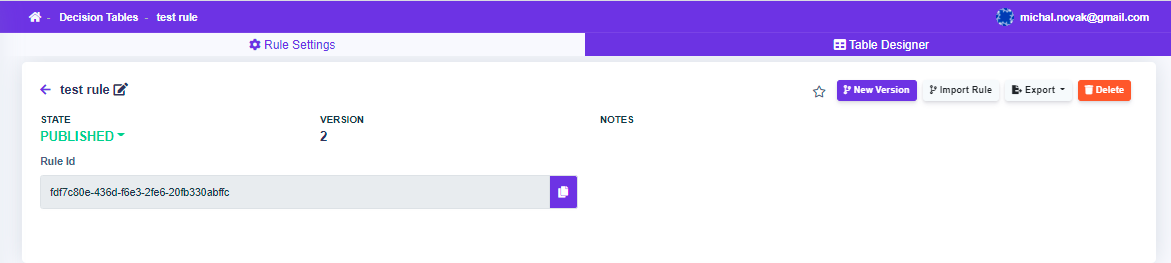 - Decision Tables - test rule michal.novak@gmail.com
Rule Settings Table Designer
test rule New Version Import Rule Export Delete
STATE VERSION NOTES
PUBLISHED 2
Rule Id
fdf7c80e-436d-f6e3-2fe6-20fb330abffc